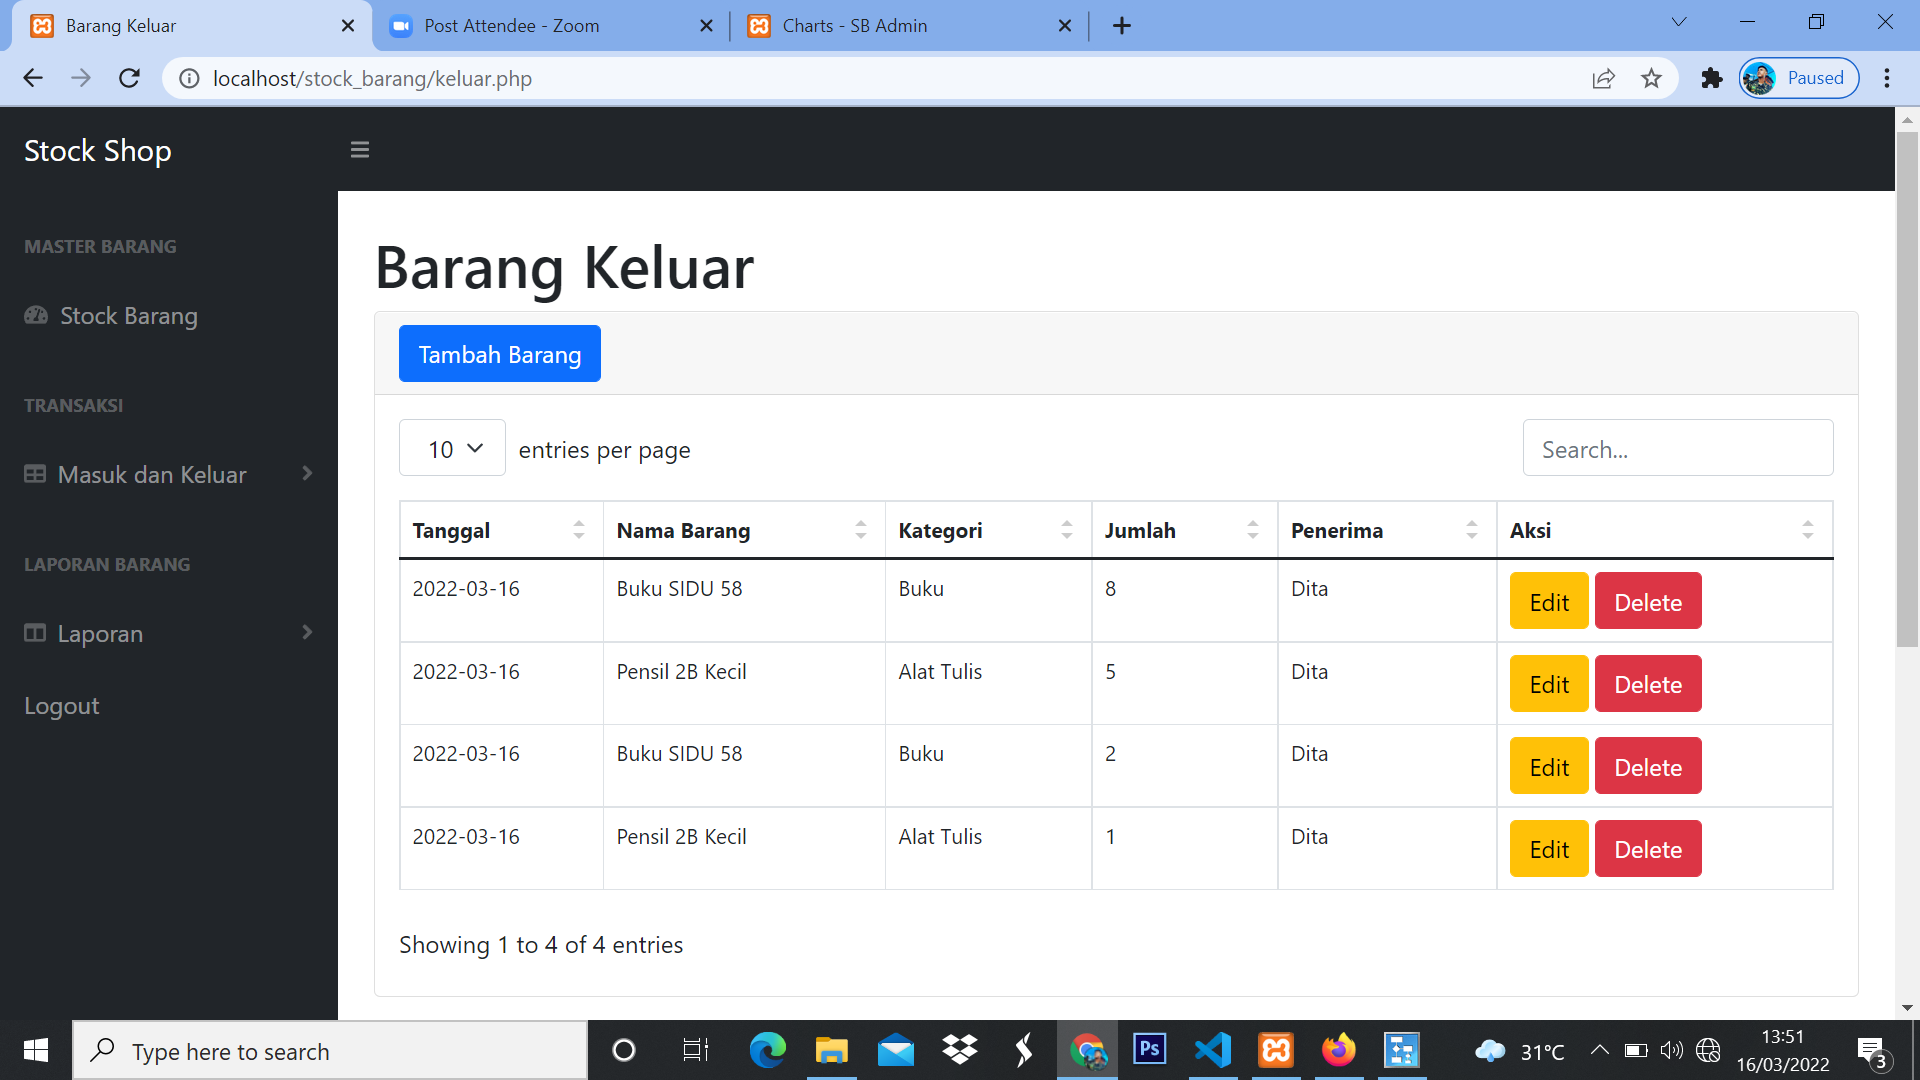 Barang Keluar
Post Attendee - Zoom
Charts - SB Admin
localhost/stock_barang/keluar.php
Paused
Stock Shop
MASTER BARANG
Stock Barang
TRANSAKSI
Masuk dan Keluar
LAPORAN BARANG
Laporan
Logout
Barang Keluar
Tambah Barang
10 entries per page
Search...
Tanggal Nama Barang Kategori Jumlah Penerima Aksi
2022-03-16 Buku SIDU 58 Buku 8 Dita Edit Delete
2022-03-16 Pensil 2B Kecil Alat Tulis 5 Dita Edit Delete
2022-03-16 Buku SIDU 58 Buku 2 Dita Edit Delete
2022-03-16 Pensil 2B Kecil Alat Tulis 1 Dita Edit Delete
Showing 1 to 4 of 4 entries
Type here to search
Ps
31°C
13:51
16/03/2022
3